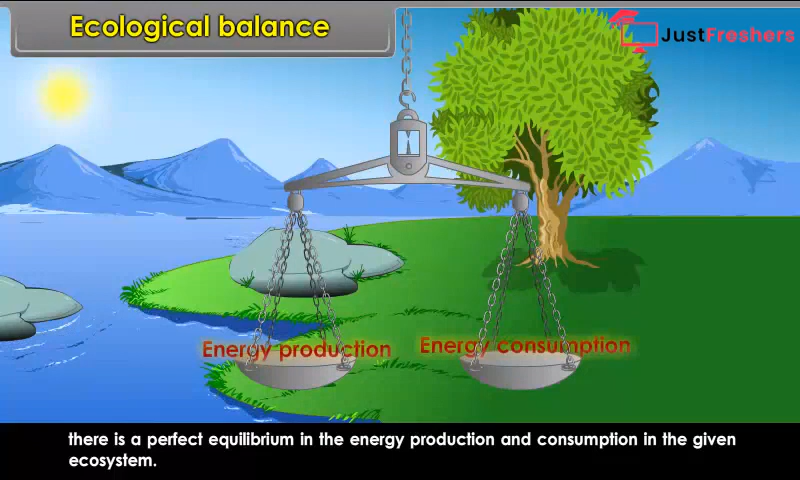 Ecological balance
JustFreshers
Energy production
Energy consumption
there is a perfect equilibrium in the energy production and consumption in the given
ecosystem.